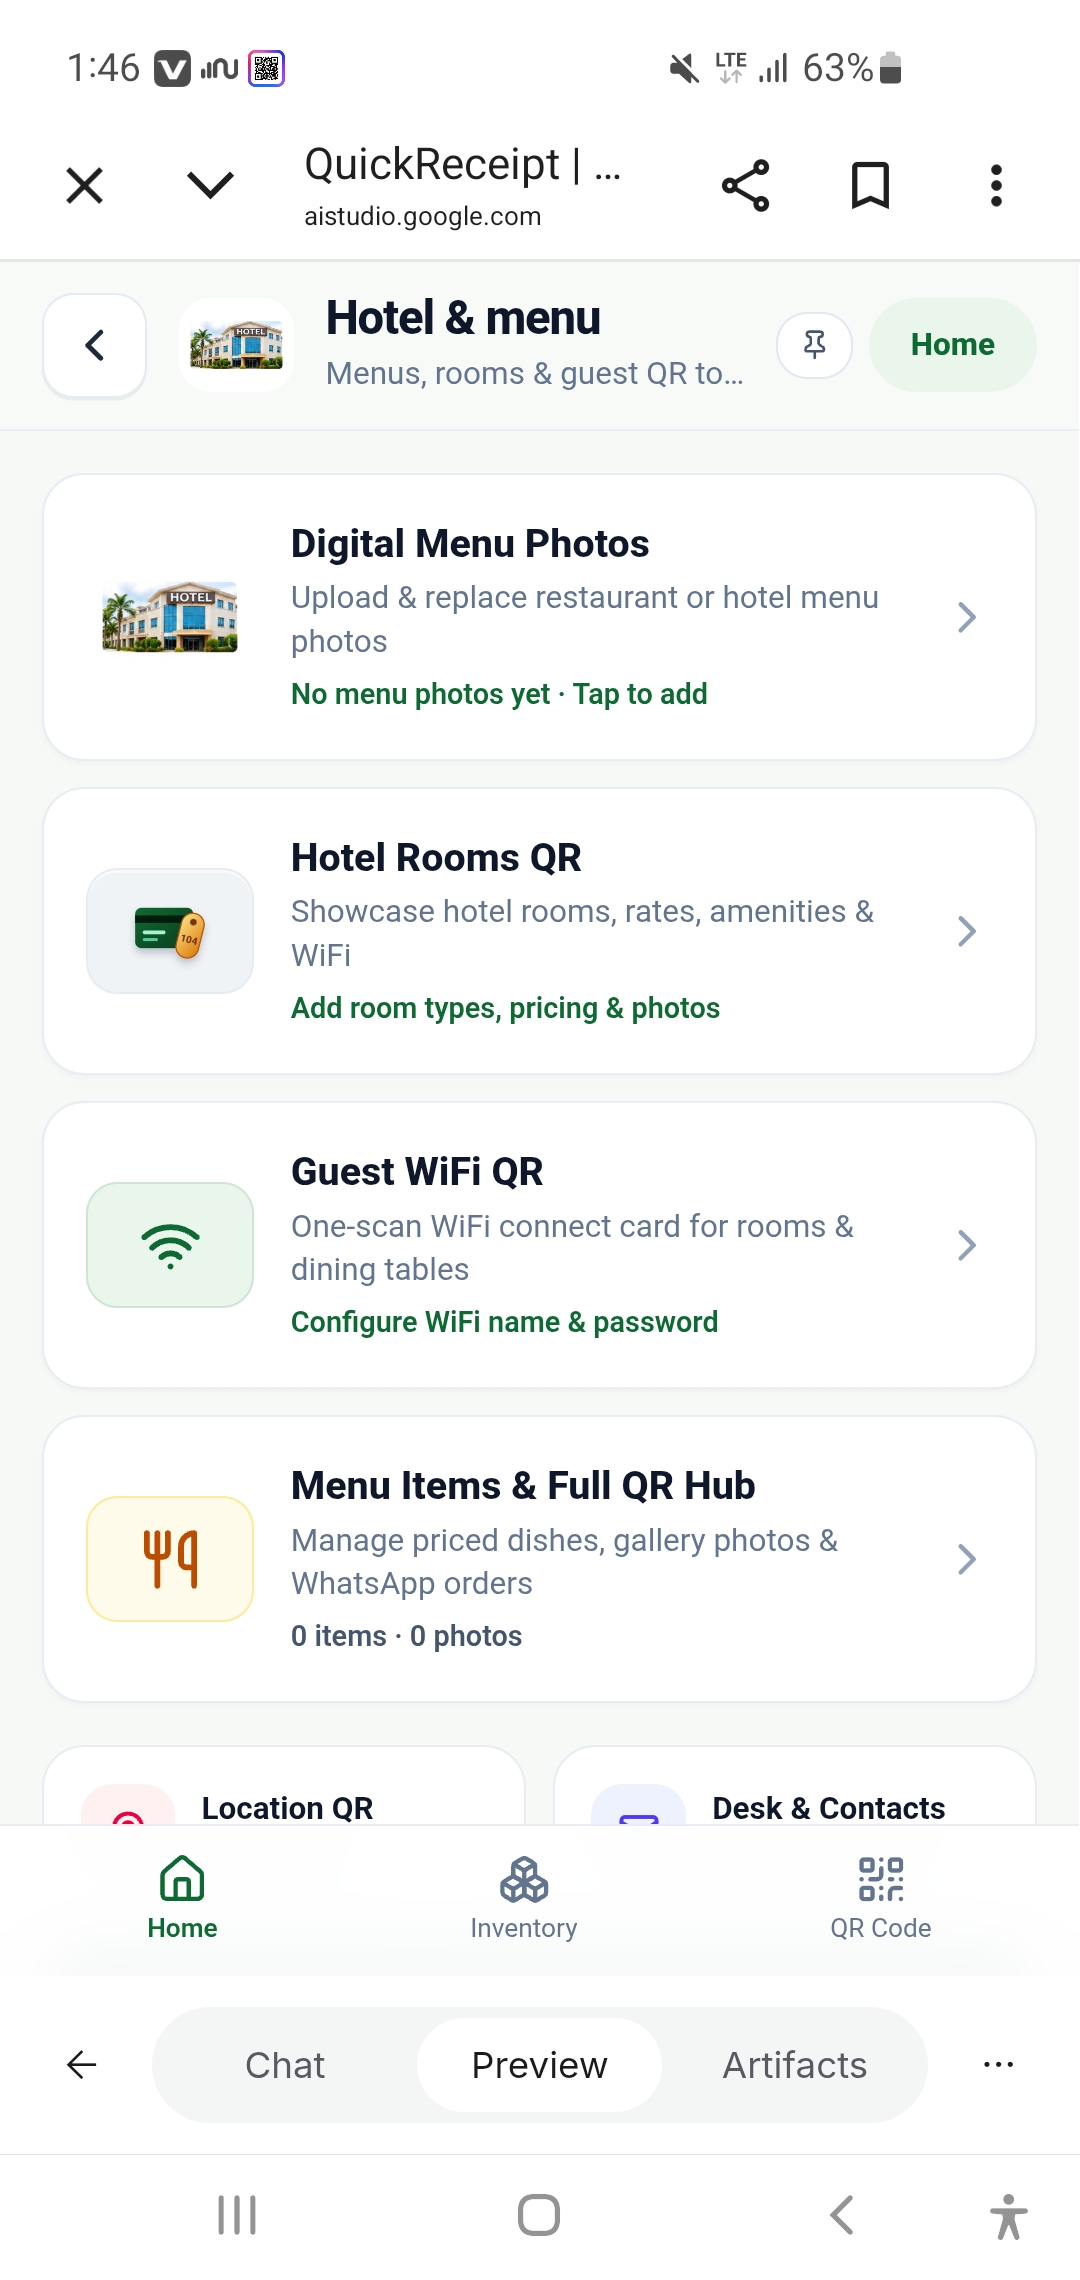 1:46
LTE
63%
QuickReceipt | ...
aistudio.google.com
HOTEL
Hotel & menu
Menus, rooms & guest QR to...
Home
HOTEL
Digital Menu Photos
Upload & replace restaurant or hotel menu
photos
No menu photos yet · Tap to add
104
Hotel Rooms QR
Showcase hotel rooms, rates, amenities &
WiFi
Add room types, pricing & photos
Guest WiFi QR
One-scan WiFi connect card for rooms &
dining tables
Configure WiFi name & password
Menu Items & Full QR Hub
Manage priced dishes, gallery photos &
WhatsApp orders
0 items · 0 photos
Location QR
Desk & Contacts
Home
Inventory
QR Code
Chat
Preview
Artifacts